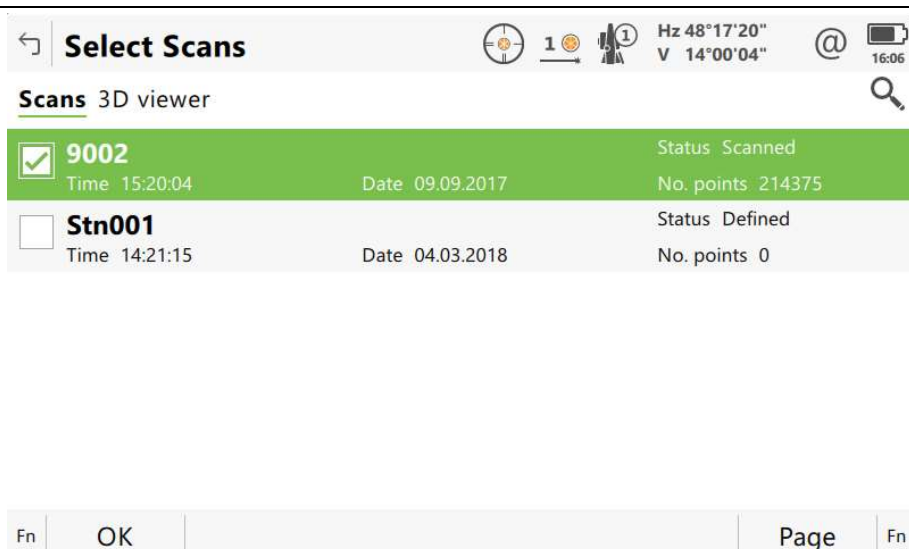 Select Scans
1
1
Hz 48°17'20"
V 14°00'04"
@
16:06
Scans 3D viewer
9002
Status Scanned
Time 15:20:04 Date 09.09.2017 No. points 214375
Stn001
Status Defined
Time 14:21:15 Date 04.03.2018 No. points 0
Fn OK Page Fn